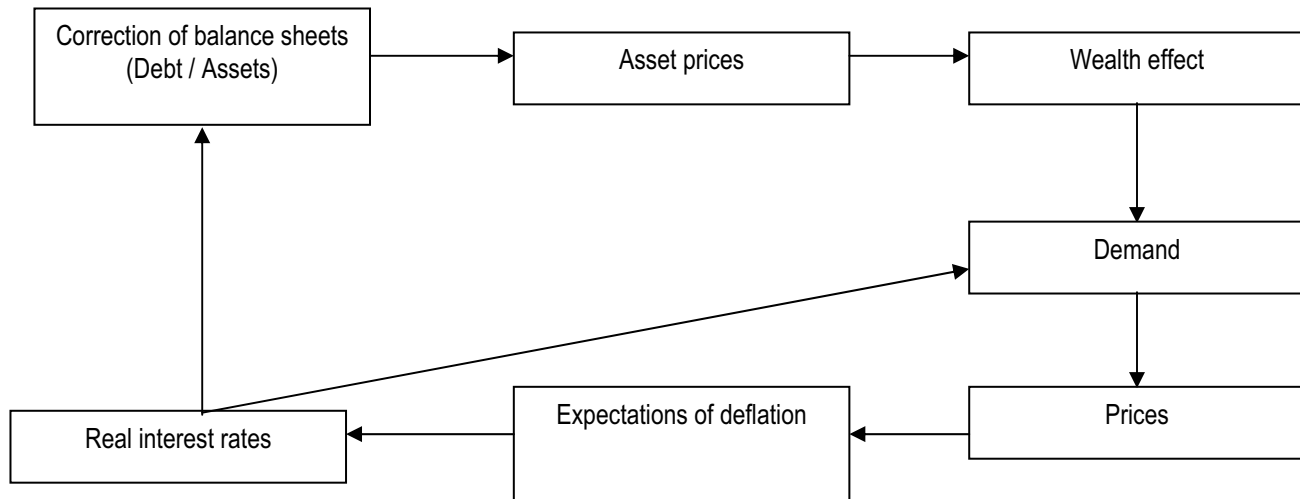 Correction of balance sheets
(Debt / Assets)
Asset prices
Wealth effect
Demand
Real interest rates
Expectations of deflation
Prices